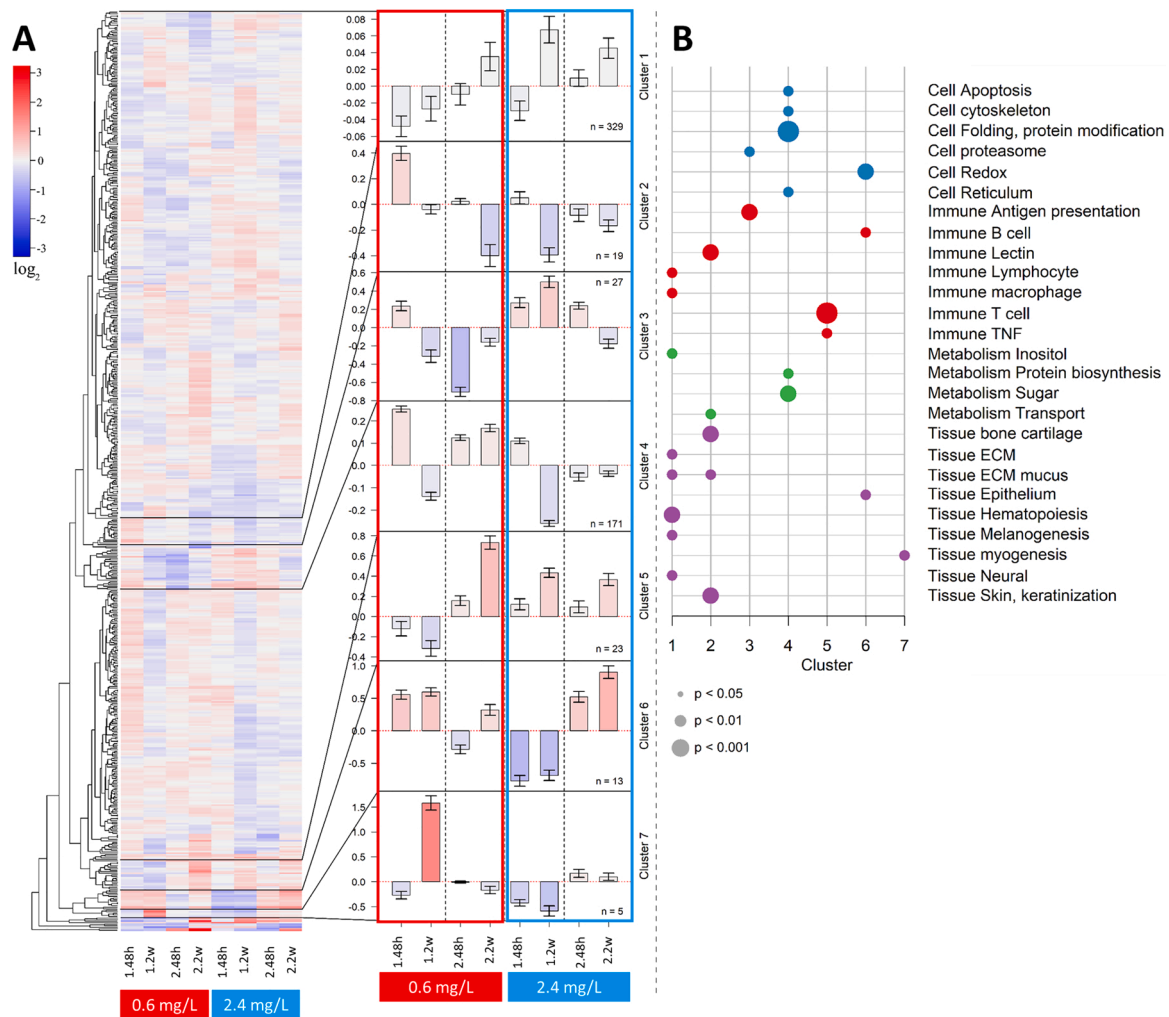 A
3
2
1
0
-1
-2
-3
log2
1.48h
1.2w
2.48h
2.2w
1.48h
1.2w
2.48h
2.2w
0.6 mg/L
2.4 mg/L
0.08
0.06
0.04
0.02
0.00
-0.02
-0.04
-0.06
n = 329
Cluster 1
0.4
0.2
0.0
-0.2
-0.4
n = 19
Cluster 2
0.6
0.4
0.2
0.0
-0.2
-0.4
-0.6
-0.8
n = 27
Cluster 3
0.2
0.1
0.0
-0.1
-0.2
n = 171
Cluster 4
0.8
0.6
0.4
0.2
0.0
-0.2
-0.4
n = 23
Cluster 5
1.0
0.5
0.0
-0.5
n = 13
Cluster 6
1.5
1.0
0.5
0.0
-0.5
n = 5
Cluster 7
1.48h
1.2w
2.48h
2.2w
1.48h
1.2w
2.48h
2.2w
0.6 mg/L
2.4 mg/L
B
Cell Apoptosis
Cell cytoskeleton
Cell Folding, protein modification
Cell proteasome
Cell Redox
Cell Reticulum
Immune Antigen presentation
Immune B cell
Immune Lectin
Immune Lymphocyte
Immune macrophage
Immune T cell
Immune TNF
Metabolism Inositol
Metabolism Protein biosynthesis
Metabolism Sugar
Metabolism Transport
Tissue bone cartilage
Tissue ECM
Tissue ECM mucus
Tissue Epithelium
Tissue Hematopoiesis
Tissue Melanogenesis
Tissue myogenesis
Tissue Neural
Tissue Skin, keratinization
1 2 3 4 5 6 7
Cluster
p < 0.05
p < 0.01
p < 0.001